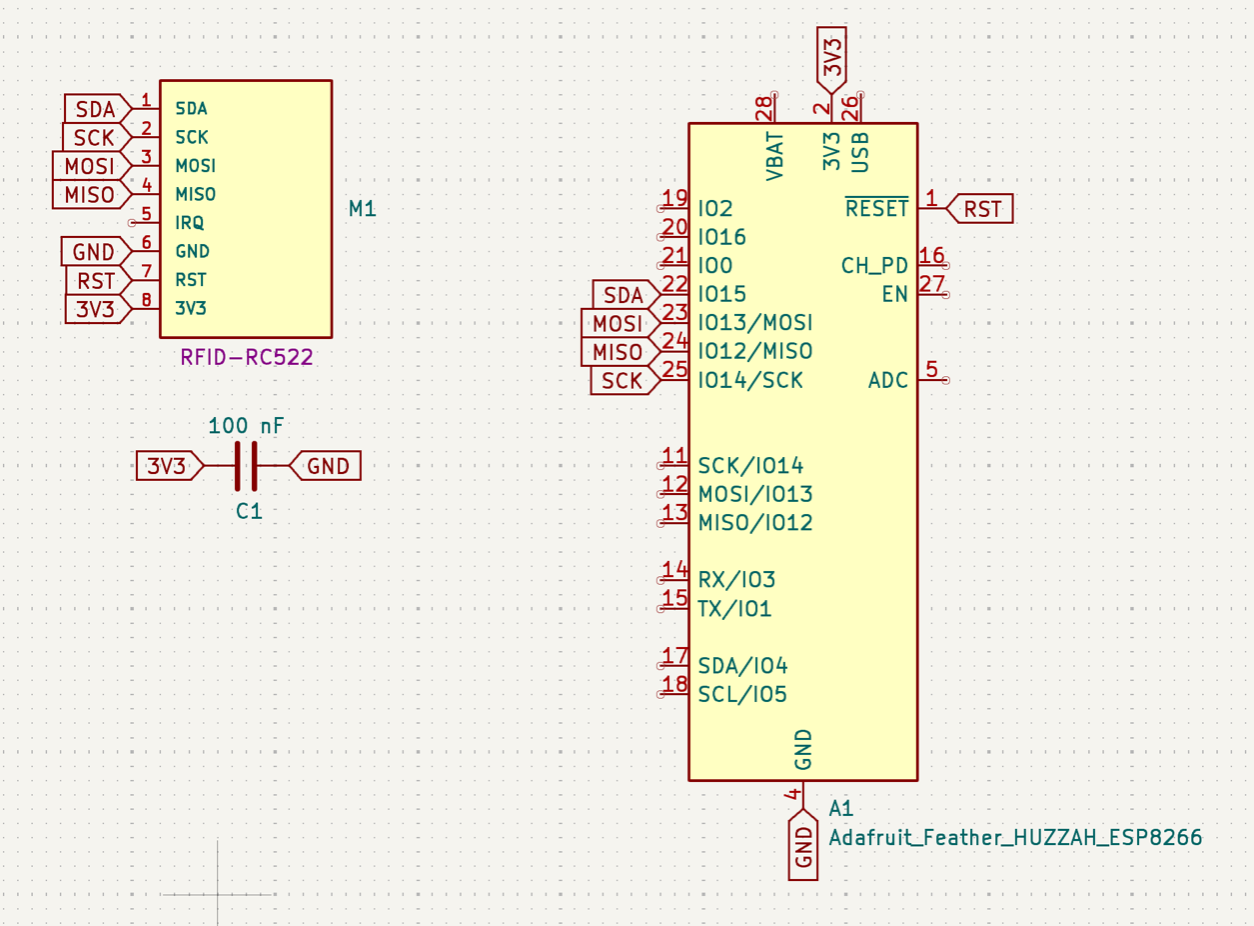 SDA 1 SDA
SCK 2 SCK
MOSI 3 MOSI
MISO 4 MISO
5 IRQ
GND 6 GND
RST 7 RST
3V3 8 3V3
M1
RFID-RC522
100 nF
3V3 GND
C1
3V3
28 2 26
VBAT 3V3 USB
19 IO2 RESET 1 RST
20 IO16
21 IO0 CH_PD 16
SDA 22 IO15 EN 27
MOSI 23 IO13/MOSI
MISO 24 IO12/MISO
SCK 25 IO14/SCK ADC 5
11 SCK/IO14
12 MOSI/IO13
13 MISO/IO12
14 RX/IO3
15 TX/IO1
17 SDA/IO4
18 SCL/IO5
GND
4
GND
A1
Adafruit_Feather_HUZZAH_ESP8266